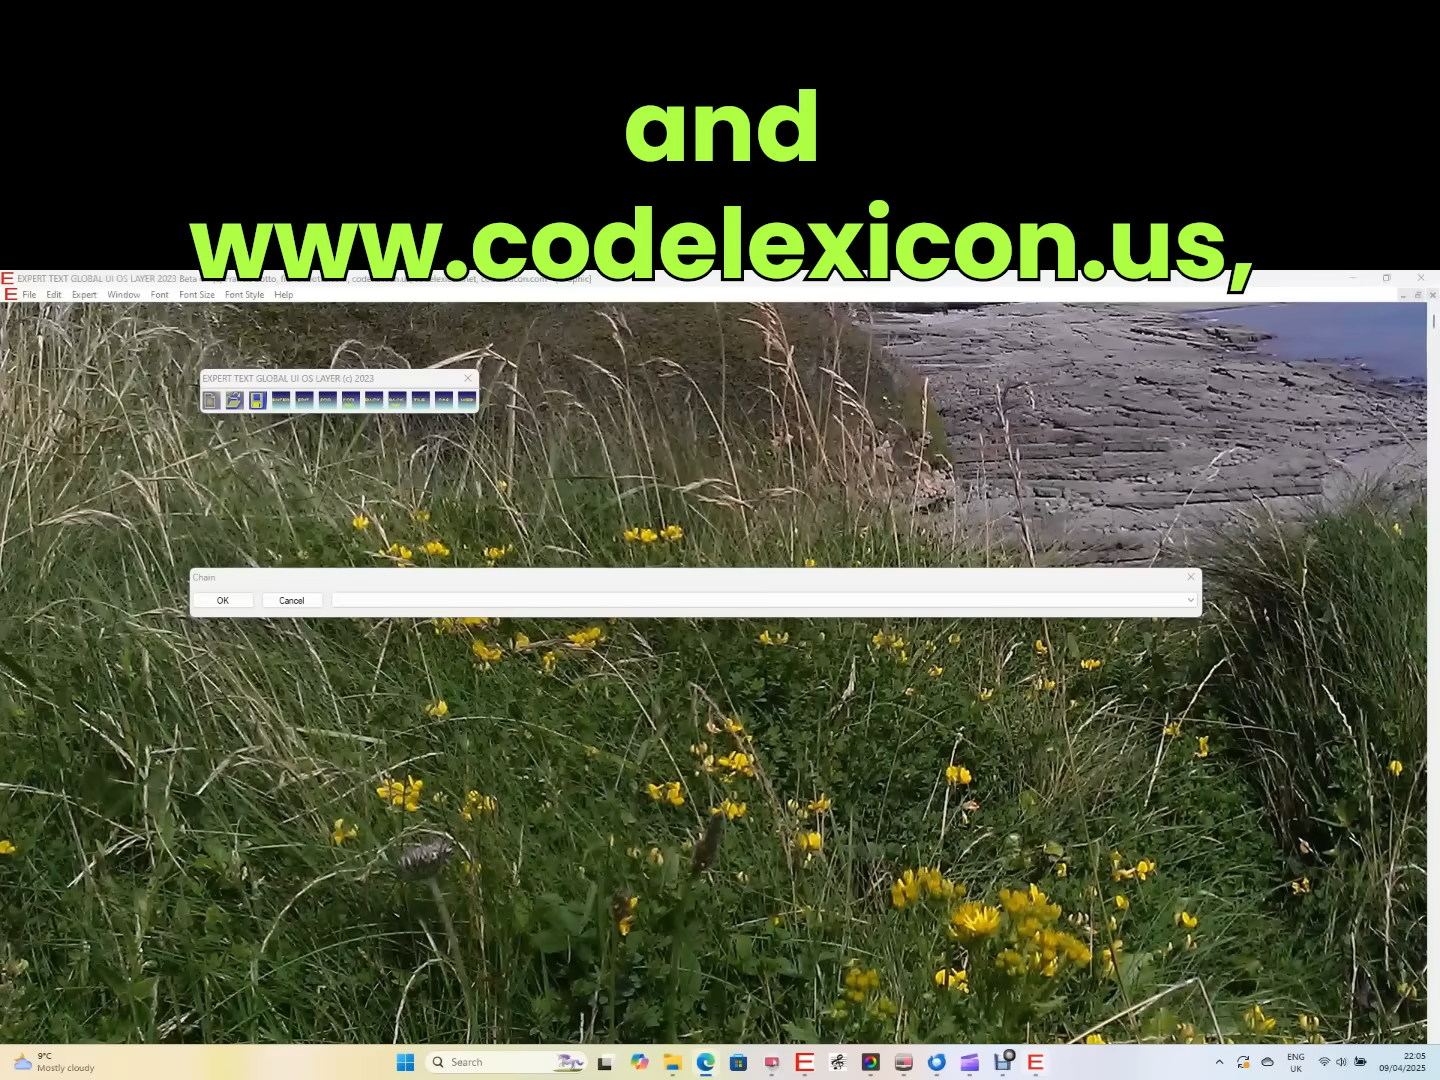 and
www.codelexicon.us,
EXPERT TEXT GLOBAL UI OS LAYER 2023 Beta
File Edit Expert Window Font Font Size Font Style Help
EXPERT TEXT GLOBAL UI OS LAYER (c) 2023
Chain
OK Cancel
9°C
Mostly cloudy
Search
ENG
UK
22:05
09/04/2025